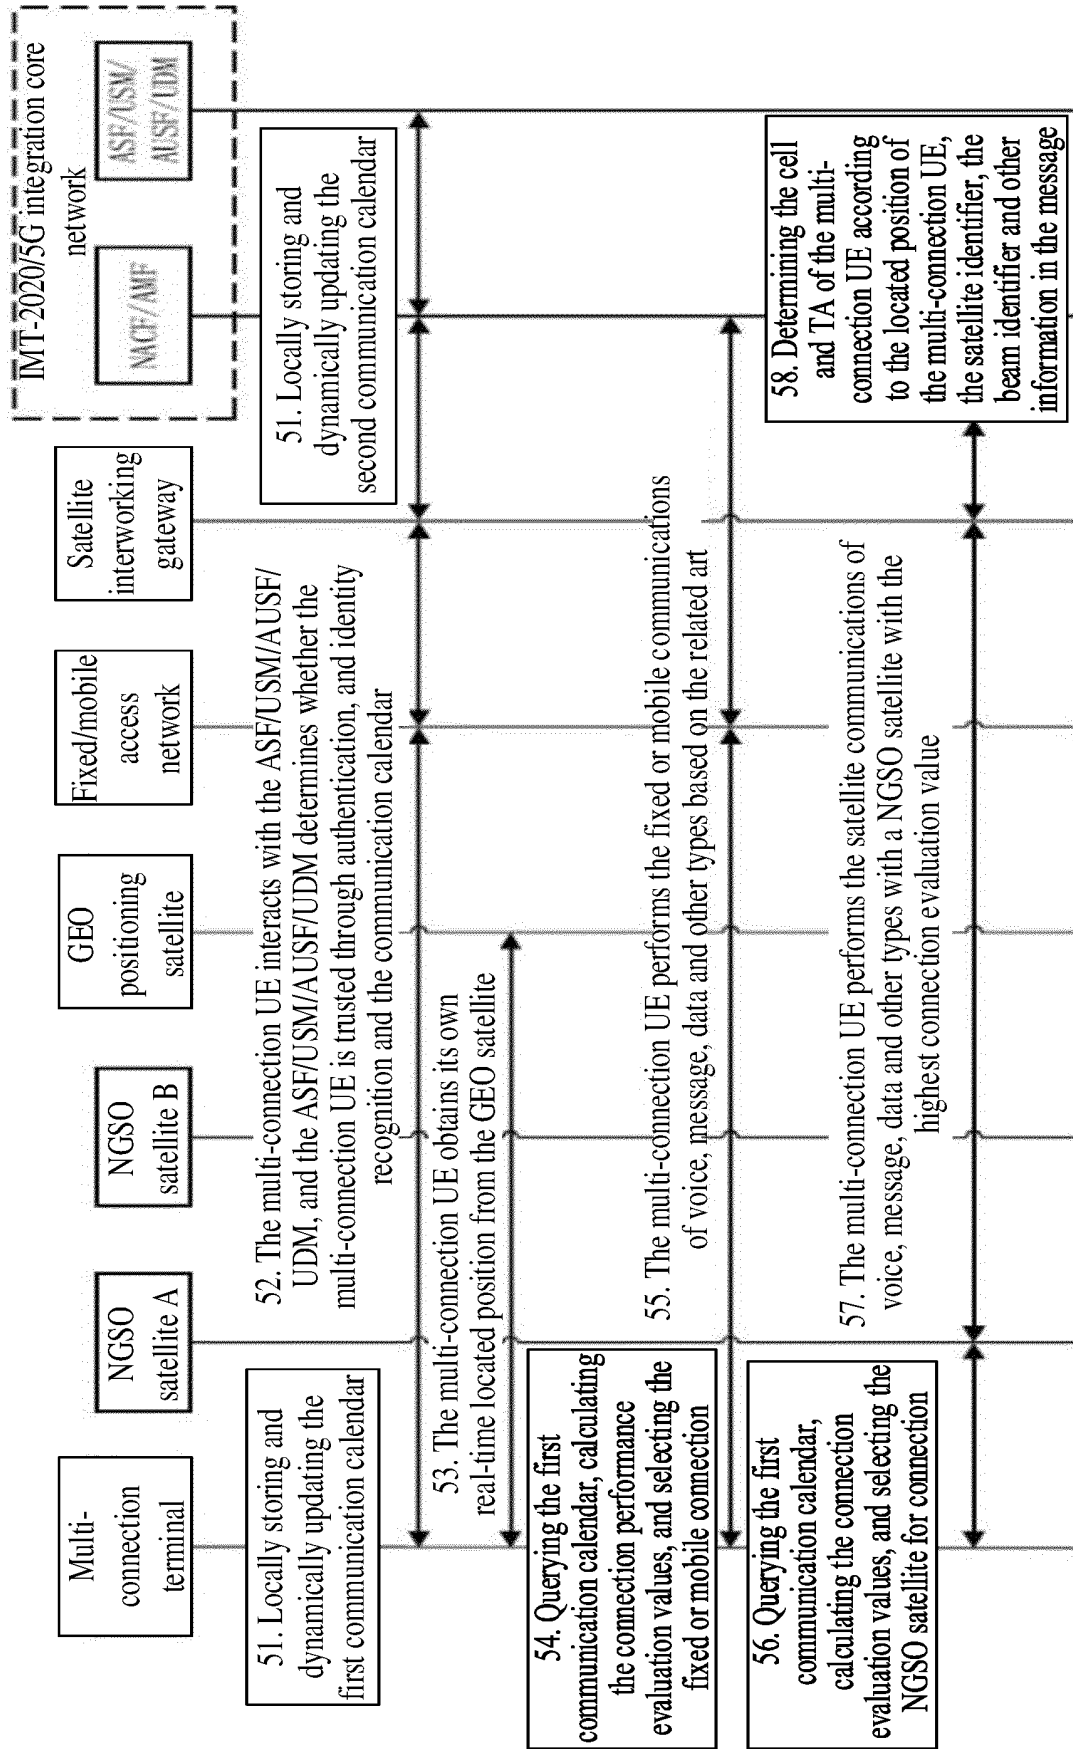 Multi-
connection
terminal
NGSO
satellite A
NGSO
satellite B
GEO
positioning
satellite
Fixed/mobile
access
network
Satellite
interworking
gateway
IMT-2020/5G integration core
network
NACF/AMF
ASF/USM/
AUSF/UDM
51. Locally storing and
dynamically updating the
first communication calendar
51. Locally storing and
dynamically updating the
second communication calendar
52. The multi-connection UE interacts with the ASF/USM/AUSF/
UDM, and the ASF/USM/AUSF/UDM determines whether the
multi-connection UE is trusted through authentication, and identity
recognition and the communication calendar
53. The multi-connection UE obtains its own
real-time located position from the GEO satellite
54. Querying the first
communication calendar, calculating
the connection performance
evaluation values, and selecting the
fixed or mobile connection
55. The multi-connection UE performs the fixed or mobile communications
of voice, message, data and other types based on the related art
56. Querying the first
communication calendar,
calculating the connection
evaluation values, and selecting the
NGSO satellite for connection
57. The multi-connection UE performs the satellite communications of
voice, message, data and other types with a NGSO satellite with the
highest connection evaluation value
58. Determining the cell
and TA of the multi-
connection UE according
to the located position of
the multi-connection UE,
the satellite identifier, the
beam identifier and other
information in the message